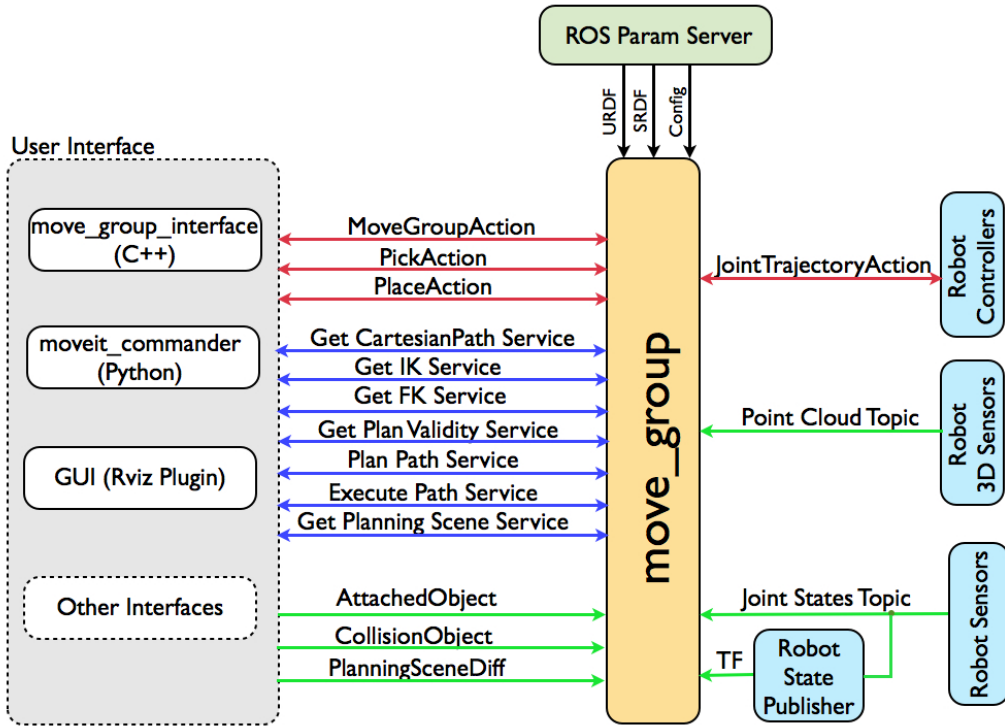 ROS Param Server
URDF
SRDF
Config
User Interface
move_group_interface
(C++)
moveit_commander
(Python)
GUI (Rviz Plugin)
Other Interfaces
MoveGroupAction
PickAction
PlaceAction
Get CartesianPath Service
Get IK Service
Get FK Service
Get Plan Validity Service
Plan Path Service
Execute Path Service
Get Planning Scene Service
AttachedObject
CollisionObject
PlanningSceneDiff
move_group
JointTrajectoryAction
Robot
Controllers
Point Cloud Topic
Robot
3D Sensors
Joint States Topic
TF
Robot
State
Publisher
Robot Sensors